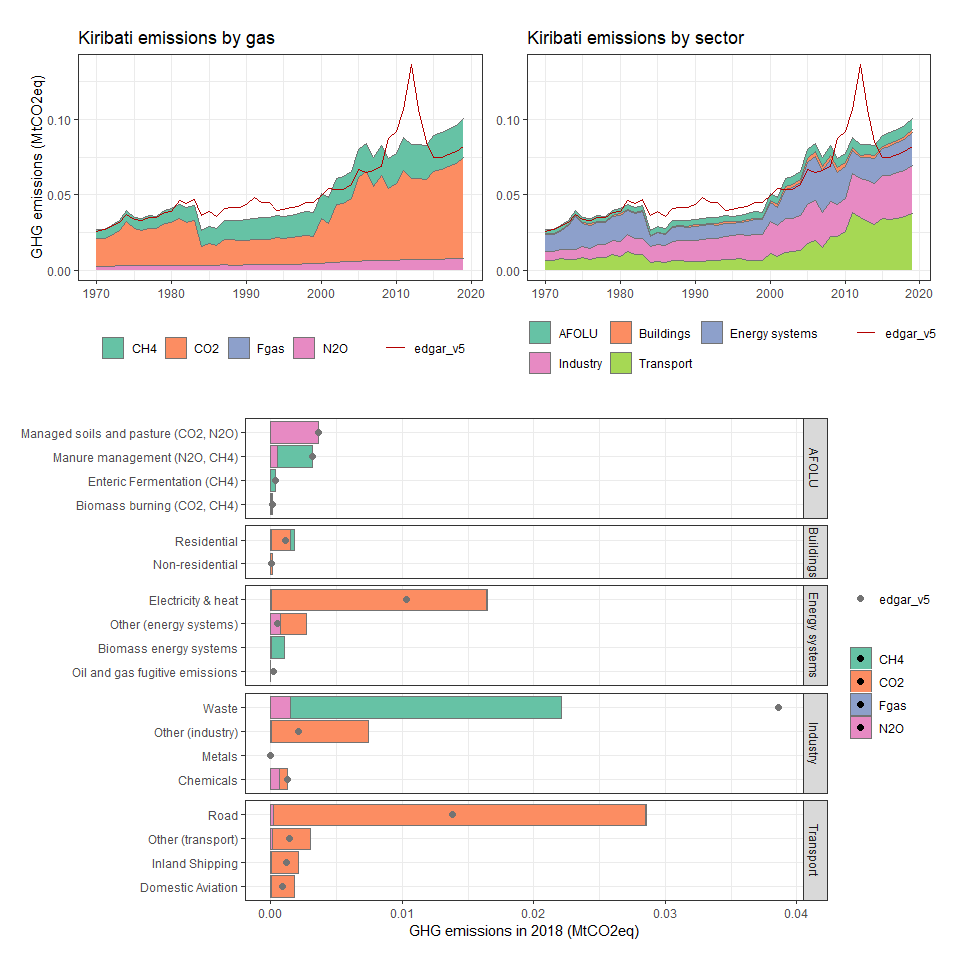 Kiribati emissions by gas
Kiribati emissions by sector
GHG emissions (MtCO2eq)
0.10
0.05
0.00
1970 1980 1990 2000 2010 2020
0.10
0.05
0.00
1970 1980 1990 2000 2010 2020
CH4 CO2 Fgas N2O edgar_v5
AFOLU Buildings Energy systems edgar_v5
Industry Transport
Managed soils and pasture (CO2, N2O)
Manure management (N2O, CH4)
Enteric Fermentation (CH4)
Biomass burning (CO2, CH4)
AFOLU
Residential
Non-residential
Buildings
Electricity & heat
Other (energy systems)
Biomass energy systems
Oil and gas fugitive emissions
Energy systems
Waste
Other (industry)
Metals
Chemicals
Industry
Road
Other (transport)
Inland Shipping
Domestic Aviation
Transport
0.00 0.01 0.02 0.03 0.04
GHG emissions in 2018 (MtCO2eq)
edgar_v5
CH4
CO2
Fgas
N2O